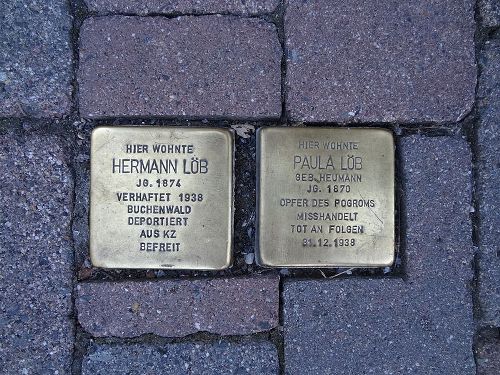 HIER WOHNTE
HERMANN LÖB
JG. 1874
VERHAFTET 1938
BUCHENWALD
DEPORTIERT
AUS KZ
BEFREIT
HIER WOHNTE
PAULA LÖB
GEB. HEUMANN
JG. 1870
OPFER DES POGROMS
MISSHANDELT
TOT AN FOLGEN
31.12.1938